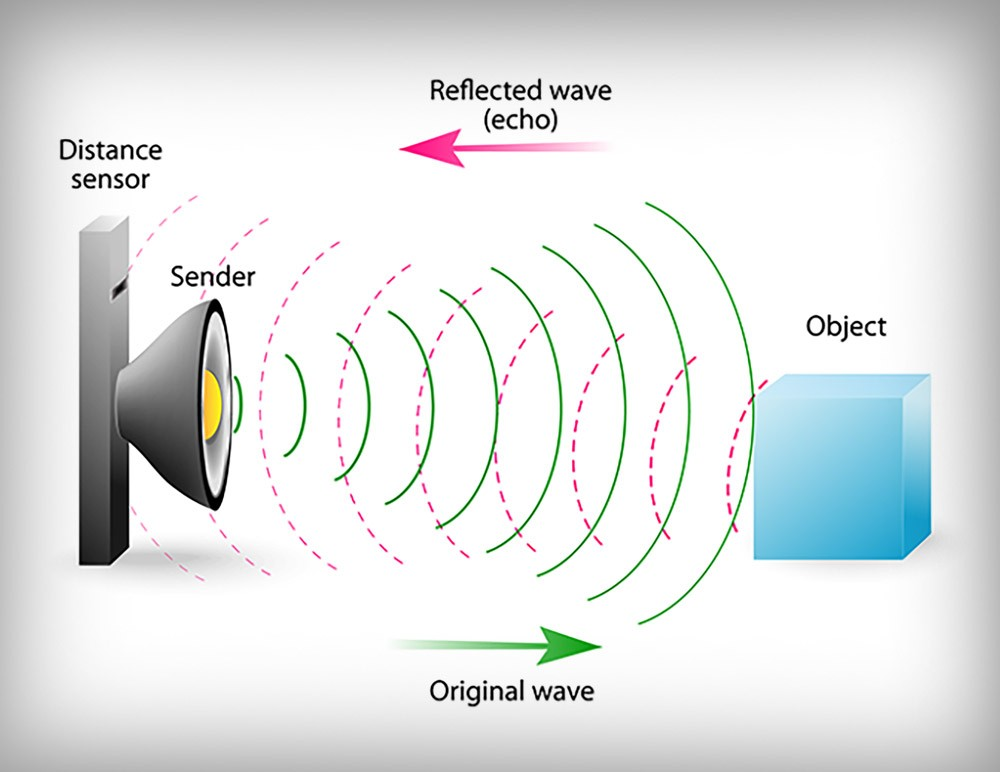 Reflected wave
(echo)
Distance
sensor
Sender
Object
Original wave